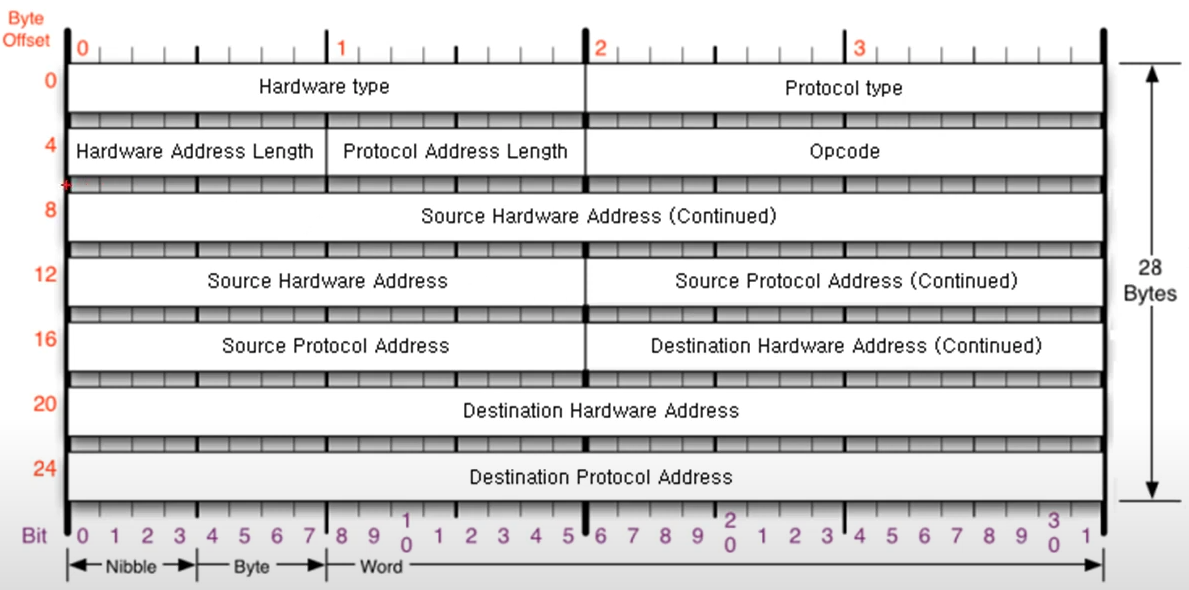 Byte
Offset
0 1 2 3
0 Hardware type Protocol type
4 Hardware Address Length Protocol Address Length Opcode
8 Source Hardware Address (Continued)
12 Source Hardware Address Source Protocol Address (Continued)
28
Bytes
16 Source Protocol Address Destination Hardware Address (Continued)
20 Destination Hardware Address
24 Destination Protocol Address
Bit 0 1 2 3 4 5 6 7 8 9 10 1 2 3 4 5 6 7 8 9 20 1 2 3 4 5 6 7 8 9 30 1
Nibble Byte Word